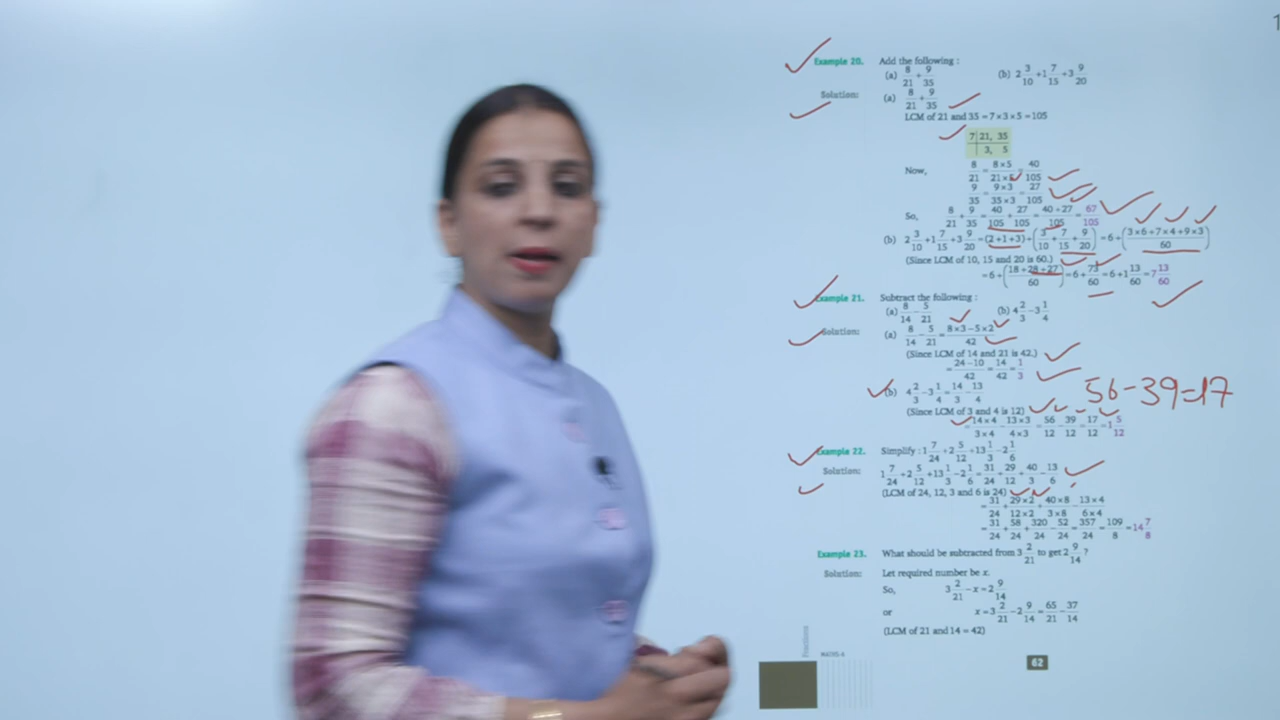 1
Example 20. Add the following :
(a) 8/21 + 9/35 (b) 2 3/10 + 1 7/15 + 3 9/20
Solution: (a) 8/21 + 9/35
LCM of 21 and 35 = 7 × 3 × 5 = 105
7 | 21, 35
3, 5
Now, 8/21 = 8×5/21×5 = 40/105
9/35 = 9×3/35×3 = 27/105
So, 8/21 + 9/35 = 40/105 + 27/105 = 40+27/105 = 67/105
(b) 2 3/10 + 1 7/15 + 3 9/20 = (2+1+3) + (3/10 + 7/15 + 9/20) = 6 + (3×6+7×4+9×3/60)
(Since LCM of 10, 15 and 20 is 60.)
= 6 + (18+28+27/60) = 6 + 73/60 = 6 + 1 13/60 = 7 13/60
Example 21. Subtract the following :
(a) 8/14 - 5/21 (b) 4 2/3 - 3 1/4
Solution: (a) 8/14 - 5/21 = 8×3-5×2/42
(Since LCM of 14 and 21 is 42.)
= 24-10/42 = 14/42 = 1/3
(b) 4 2/3 - 3 1/4 = 14/3 - 13/4
56-39=17
(Since LCM of 3 and 4 is 12)
= 14×4/3×4 - 13×3/4×3 = 56/12 - 39/12 = 17/12 = 1 5/12
Example 22. Simplify : 1 7/24 + 2 5/12 + 13 1/3 - 2 1/6
Solution: 1 7/24 + 2 5/12 + 13 1/3 - 2 1/6 = 31/24 + 29/12 + 40/3 - 13/6
(LCM of 24, 12, 3 and 6 is 24)
= 31/24 + 29×2/12×2 + 40×8/3×8 - 13×4/6×4
= 31/24 + 58/24 + 320/24 - 52/24 = 357/24 = 109/8 = 14 7/8
Example 23. What should be subtracted from 3 2/21 to get 2 9/14 ?
Solution: Let required number be x.
So, 3 2/21 - x = 2 9/14
or x = 3 2/21 - 2 9/14 = 65/21 - 37/14
(LCM of 21 and 14 = 42)
Fractions
MATHS-6
62